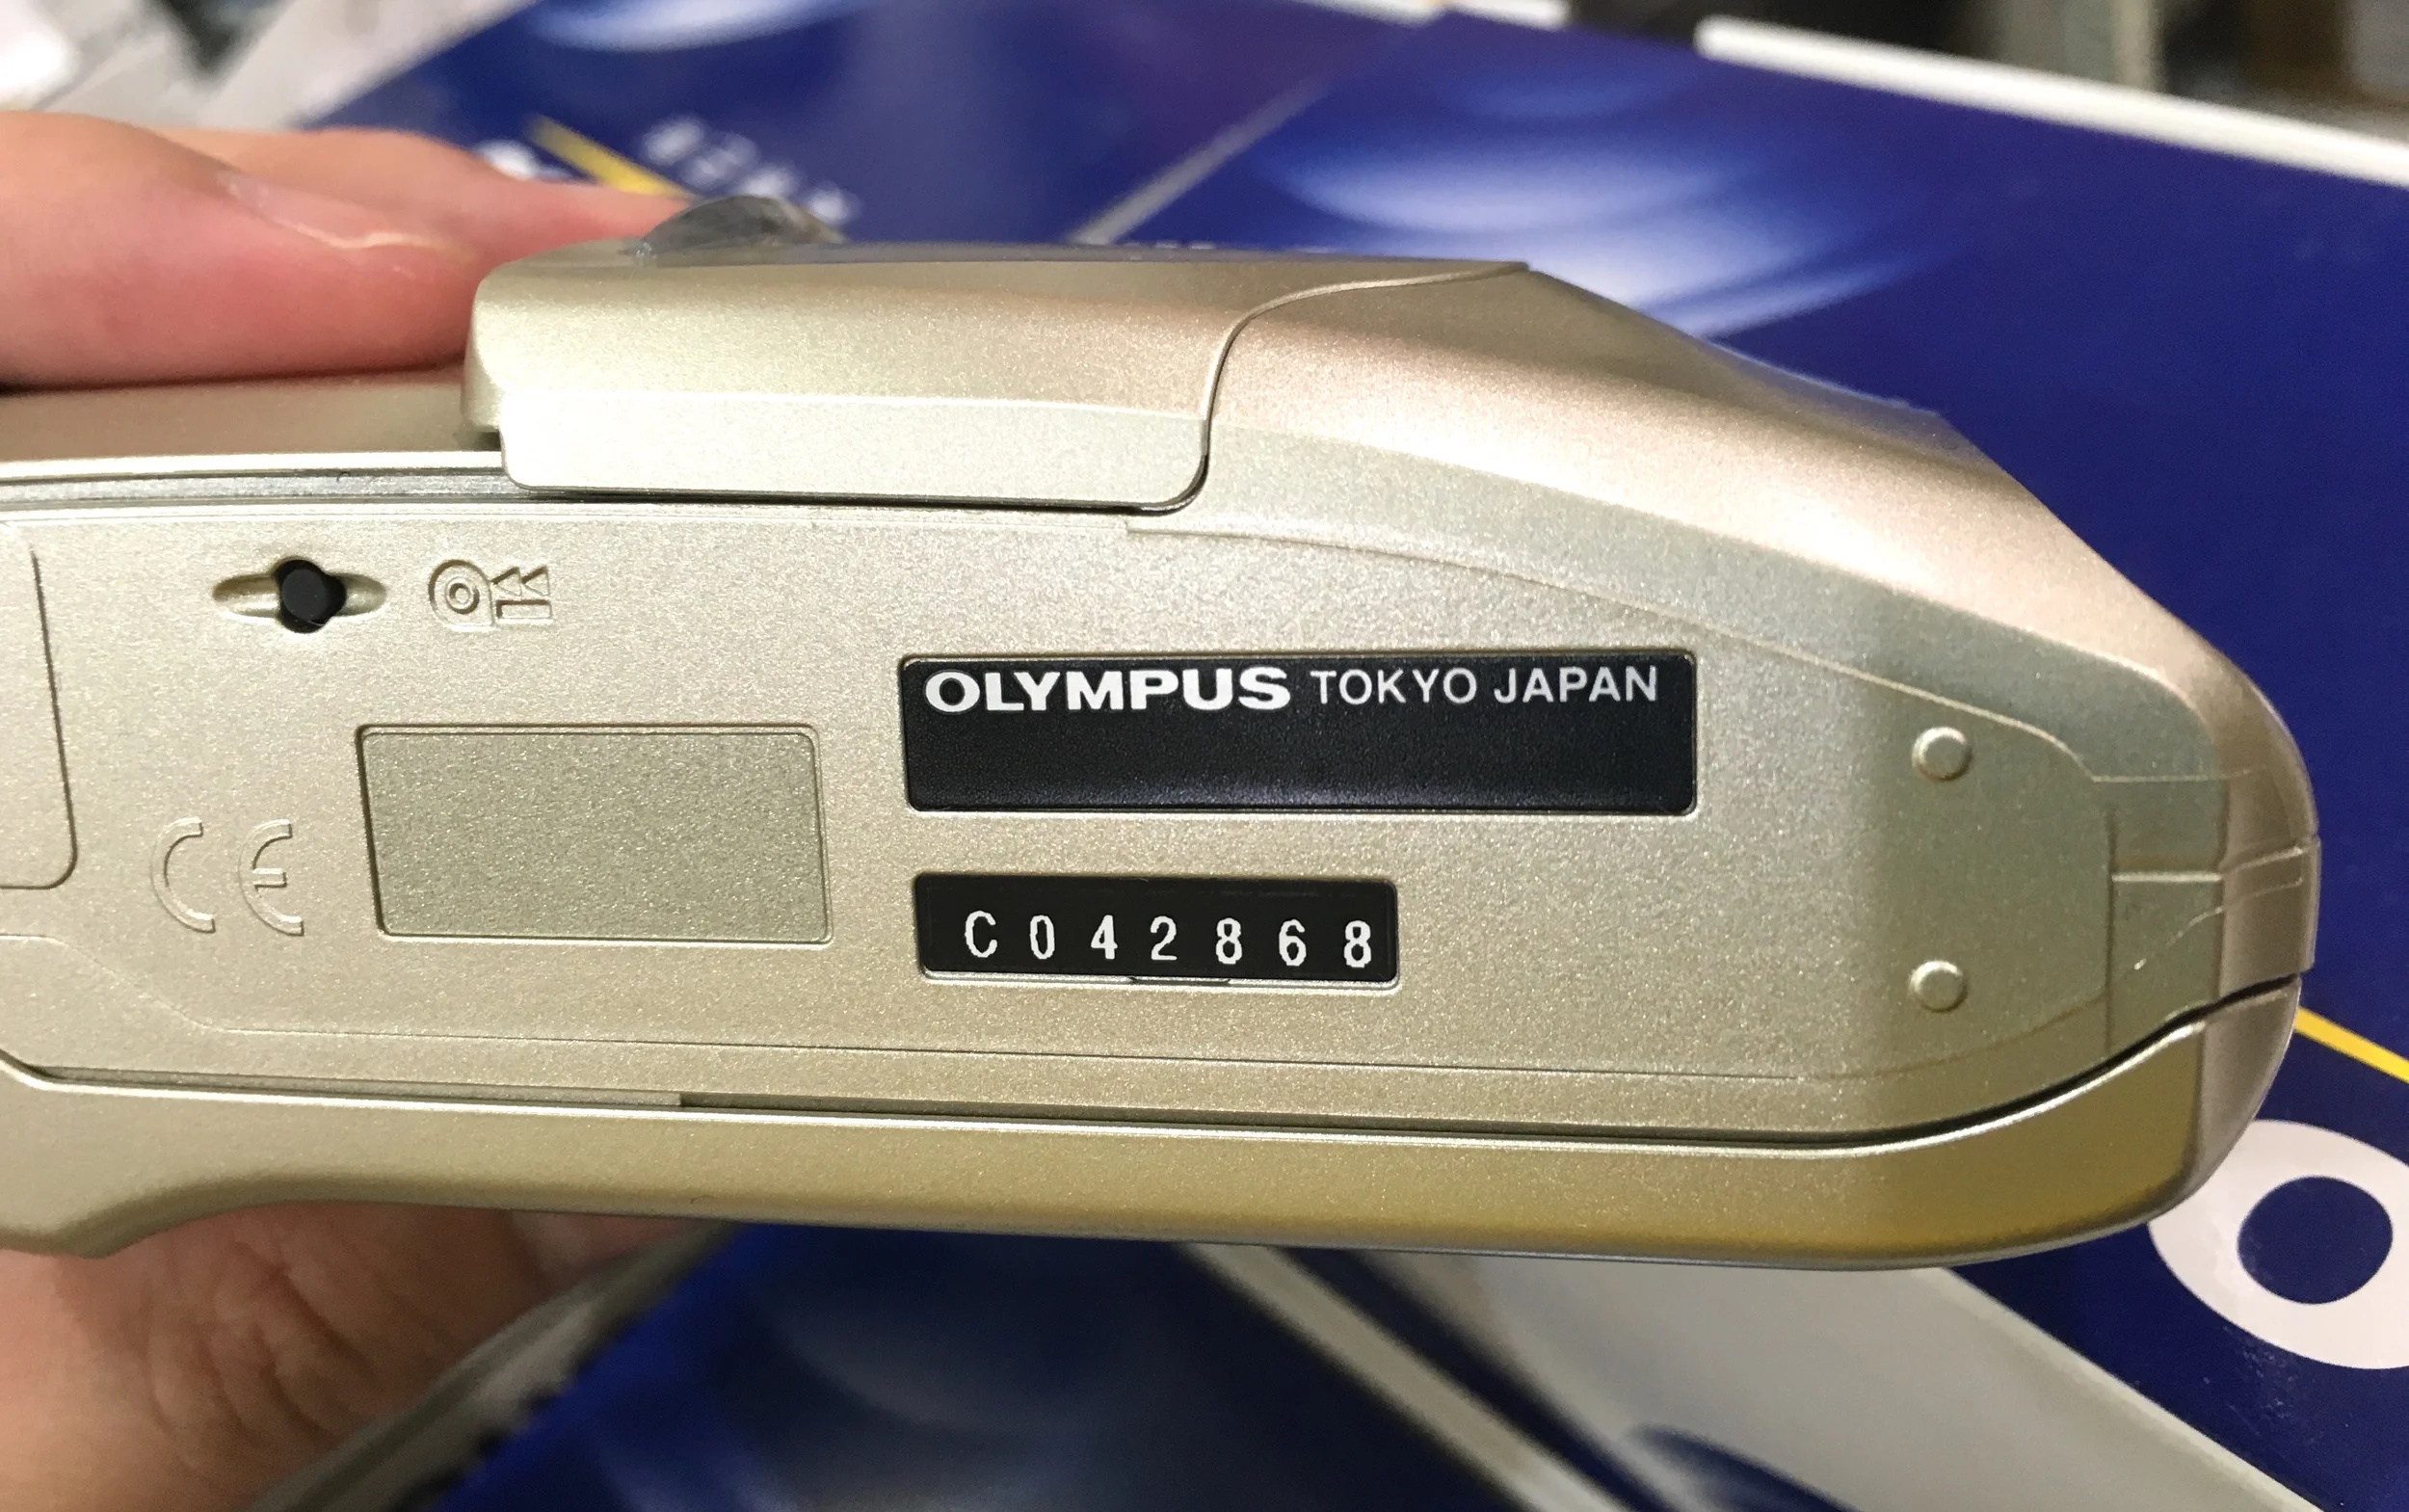 OLYMPUS TOKYO JAPAN
CE
C042868